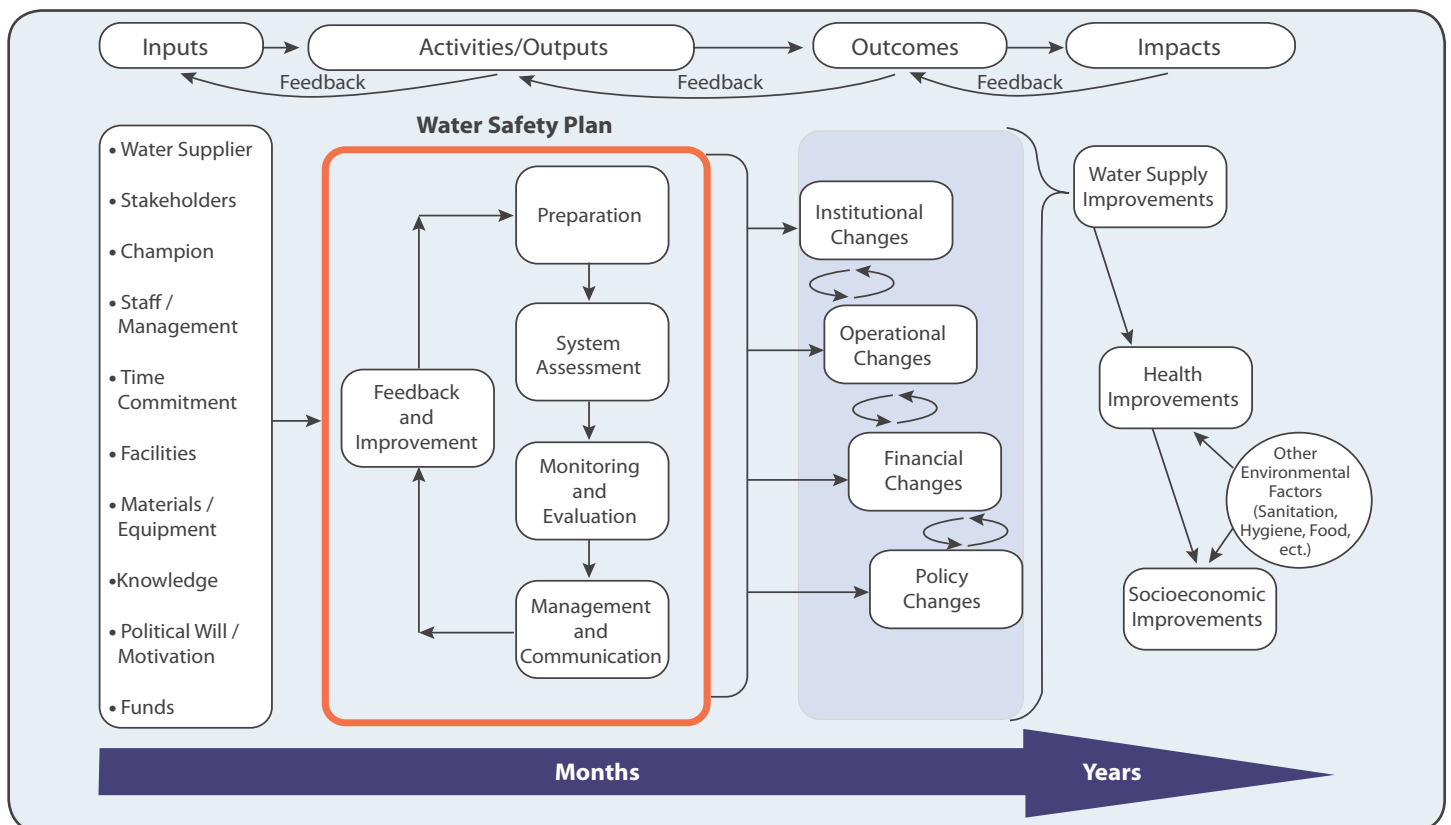 Inputs
Activities/Outputs
Outcomes
Impacts
Feedback
Feedback
Feedback
Water Safety Plan
• Water Supplier
• Stakeholders
• Champion
• Staff /
Management
• Time
Commitment
• Facilities
• Materials /
Equipment
•Knowledge
• Political Will /
Motivation
• Funds
Preparation
System
Assessment
Monitoring
and
Evaluation
Management
and
Communication
Feedback
and
Improvement
Institutional
Changes
Operational
Changes
Financial
Changes
Policy
Changes
Water Supply
Improvements
Health
Improvements
Other
Environmental
Factors
(Sanitation,
Hygiene, Food,
ect.)
Socioeconomic
Improvements
Months
Years